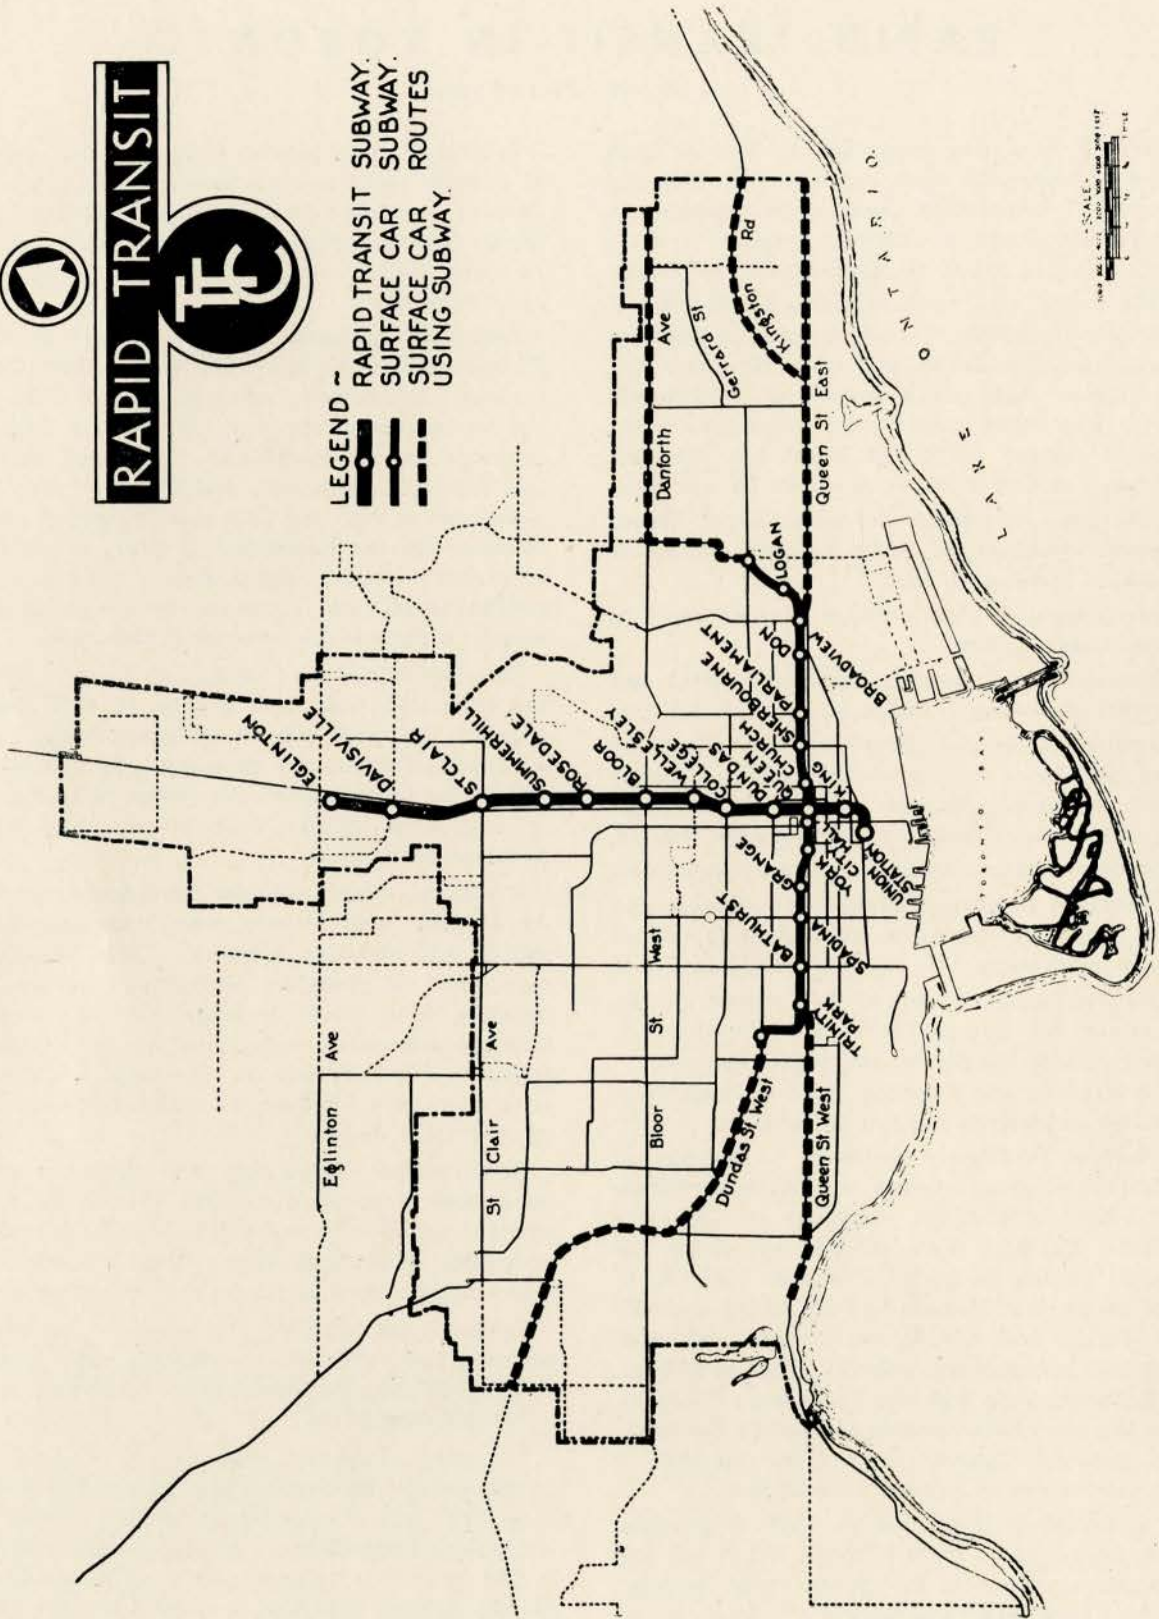 RAPID TRANSIT
TTC
LEGEND ~
RAPID TRANSIT SUBWAY.
SURFACE CAR SUBWAY.
SURFACE CAR ROUTES
USING SUBWAY.
EGLINTON
DAVISVILLE
ST CLAIR
SUMMERHILL
ROSEDALE
BLOOR
WELLESLEY
COLLEGE
DUNDAS
QUEEN
KING
UNION
STATION
TRINITY
PARK
BATHURST
SPADINA
GRANGE
YORK
CITY
HALL
CHURCH
SHERBOURNE
PARLIAMENT
DON
BROADVIEW
LOGAN
Eglinton Ave
St Clair Ave
Bloor St West
Dundas St. West
Queen St West
Queen St East
Danforth Ave
Gerrard St
Kingston Rd
TORONTO BAY
LAKE ONTARIO.
SCALE